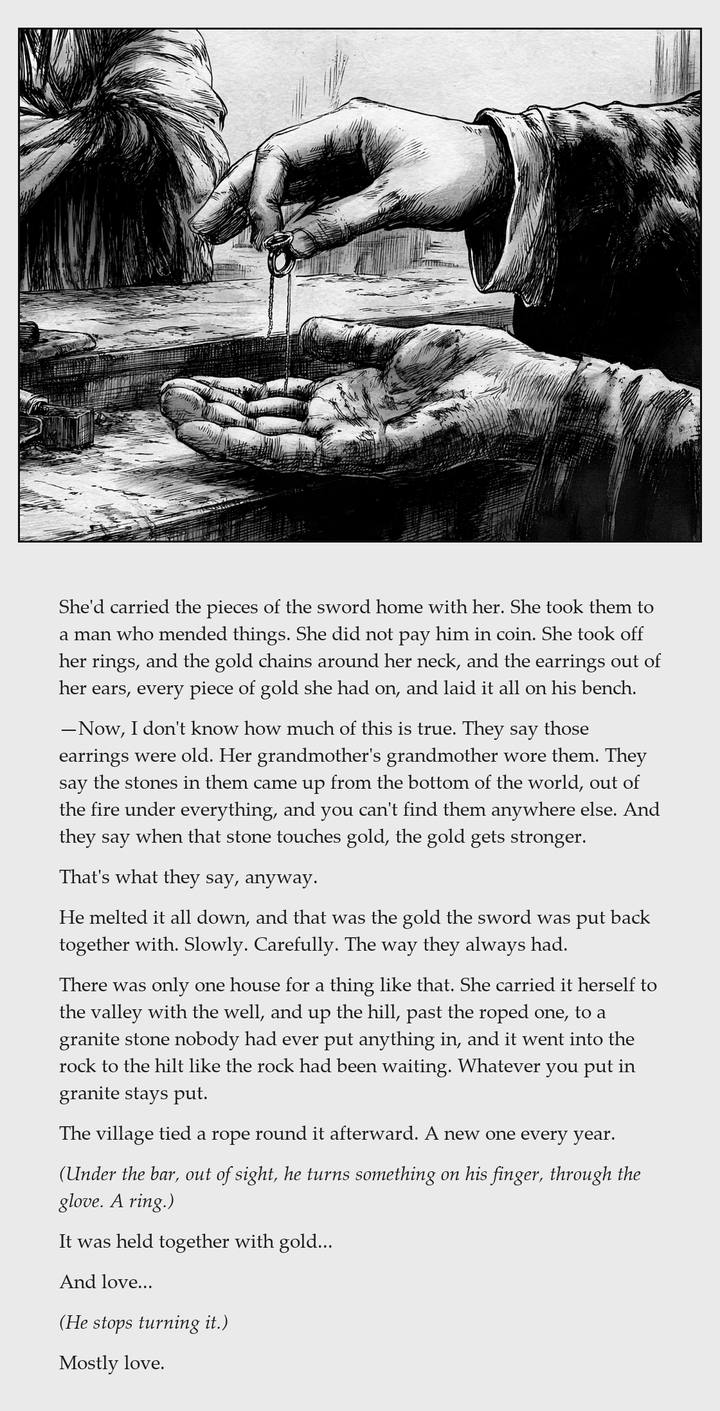 She'd carried the pieces of the sword home with her. She took them to
a man who mended things. She did not pay him in coin. She took off
her rings, and the gold chains around her neck, and the earrings out of
her ears, every piece of gold she had on, and laid it all on his bench.
—Now, I don't know how much of this is true. They say those
earrings were old. Her grandmother's grandmother wore them. They
say the stones in them came up from the bottom of the world, out of
the fire under everything, and you can't find them anywhere else. And
they say when that stone touches gold, the gold gets stronger.
That's what they say, anyway.
He melted it all down, and that was the gold the sword was put back
together with. Slowly. Carefully. The way they always had.
There was only one house for a thing like that. She carried it herself to
the valley with the well, and up the hill, past the roped one, to a
granite stone nobody had ever put anything in, and it went into the
rock to the hilt like the rock had been waiting. Whatever you put in
granite stays put.
The village tied a rope round it afterward. A new one every year.
(Under the bar, out of sight, he turns something on his finger, through the
glove. A ring.)
It was held together with gold...
And love...
(He stops turning it.)
Mostly love.